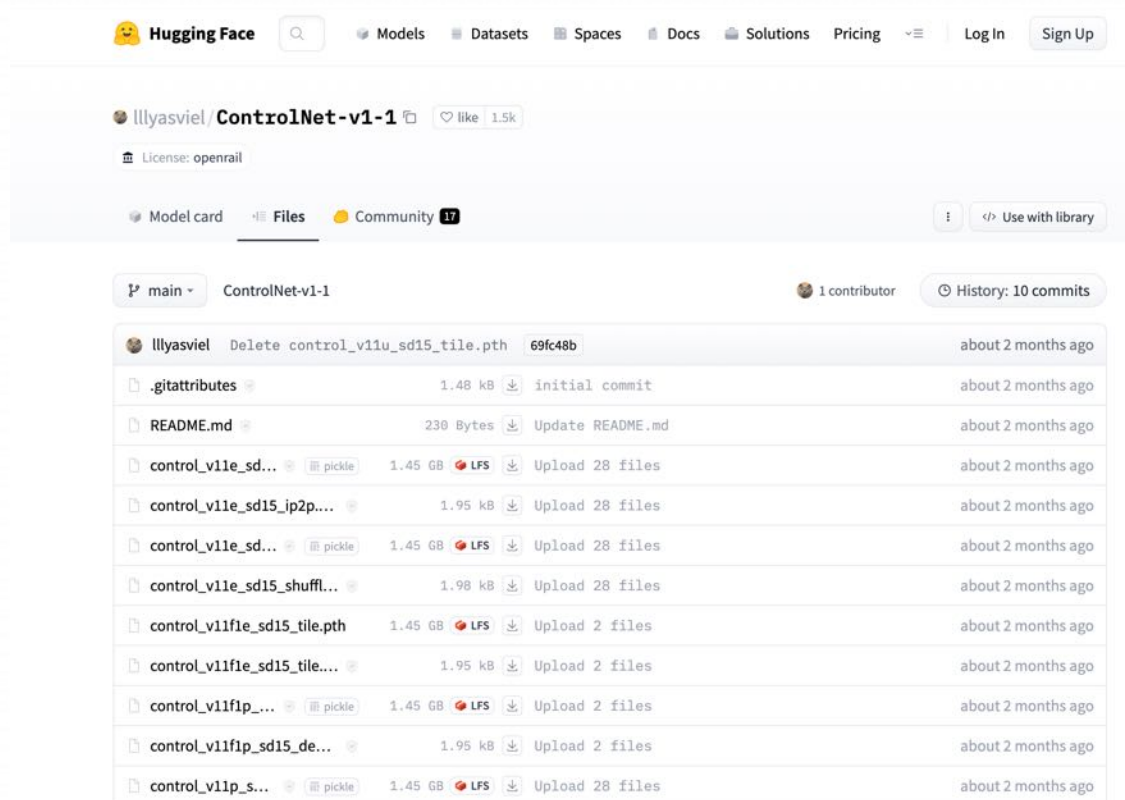 Hugging Face Models Datasets Spaces Docs Solutions Pricing Log In Sign Up
lllyasviel/ControlNet-v1-1 like 1.5k
License: openrail
Model card Files Community 17 Use with library
main ControlNet-v1-1 1 contributor History: 10 commits
lllyasviel Delete control_v11u_sd15_tile.pth 69fc48b about 2 months ago
.gitattributes 1.48 kB initial commit about 2 months ago
README.md 230 Bytes Update README.md about 2 months ago
control_v11e_sd... pickle 1.45 GB LFS Upload 28 files about 2 months ago
control_v11e_sd15_ip2p.... 1.95 kB Upload 28 files about 2 months ago
control_v11e_sd... pickle 1.45 GB LFS Upload 28 files about 2 months ago
control_v11e_sd15_shuffl... 1.98 kB Upload 28 files about 2 months ago
control_v11f1e_sd15_tile.pth 1.45 GB LFS Upload 2 files about 2 months ago
control_v11f1e_sd15_tile.... 1.95 kB Upload 2 files about 2 months ago
control_v11f1p_... pickle 1.45 GB LFS Upload 2 files about 2 months ago
control_v11f1p_sd15_de... 1.95 kB Upload 2 files about 2 months ago
control_v11p_s... pickle 1.45 GB LFS Upload 28 files about 2 months ago